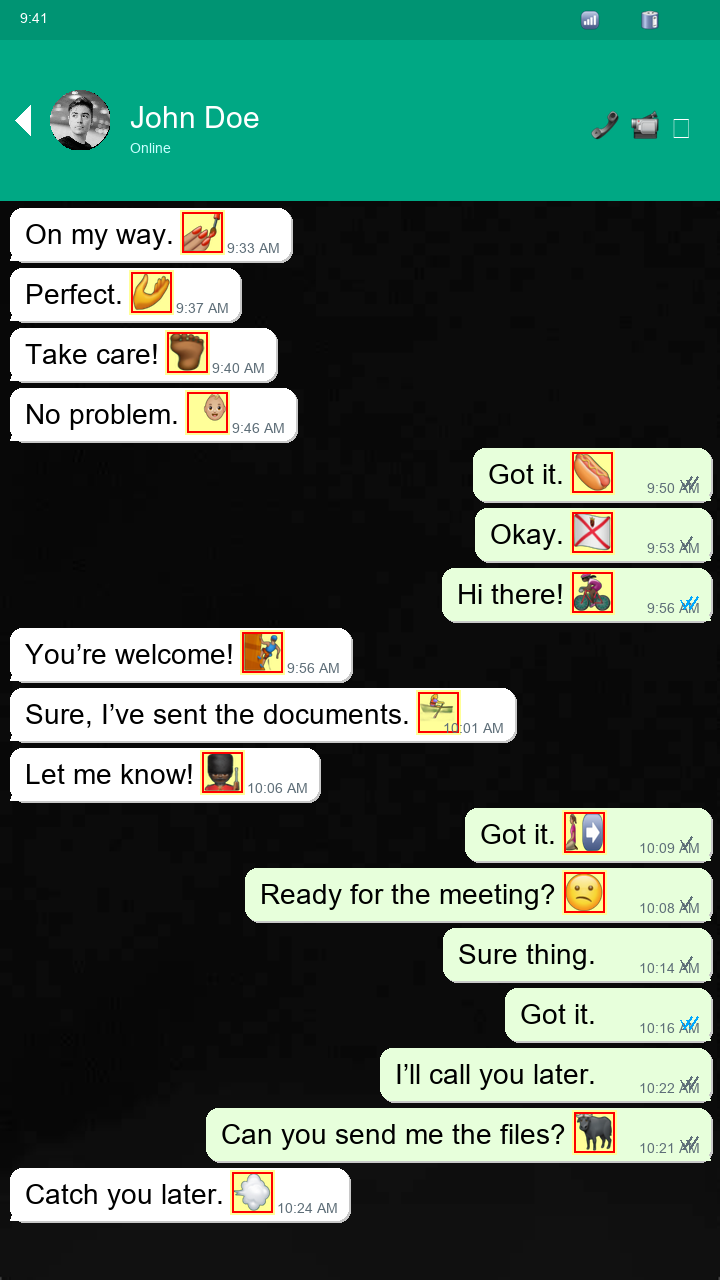 9:41
John Doe
Online
On my way. 9:33 AM
Perfect. 9:37 AM
Take care! 9:40 AM
No problem. 9:46 AM
Got it. 9:50 AM
Okay. 9:53 AM
Hi there! 9:56 AM
You’re welcome! 9:56 AM
Sure, I’ve sent the documents. 10:01 AM
Let me know! 10:06 AM
Got it. 10:09 AM
Ready for the meeting? 10:08 AM
Sure thing. 10:14 AM
Got it. 10:16 AM
I’ll call you later. 10:22 AM
Can you send me the files? 10:21 AM
Catch you later. 10:24 AM